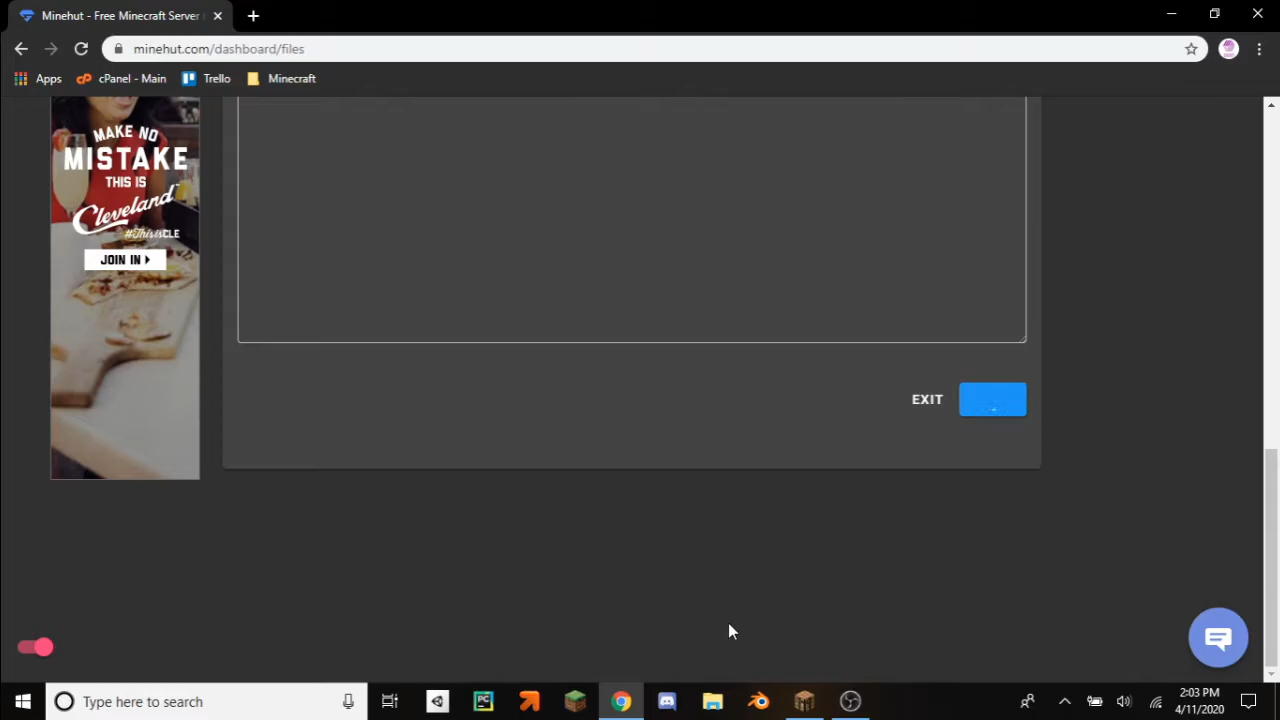 Minehut - Free Minecraft Server
minehut.com/dashboard/files
Apps
cPanel - Main
Trello
Minecraft
MAKE NO
MISTAKE
THIS IS
Cleveland
#ThisisCLE
JOIN IN
EXIT
Type here to search
PC
2:03 PM
4/11/2020